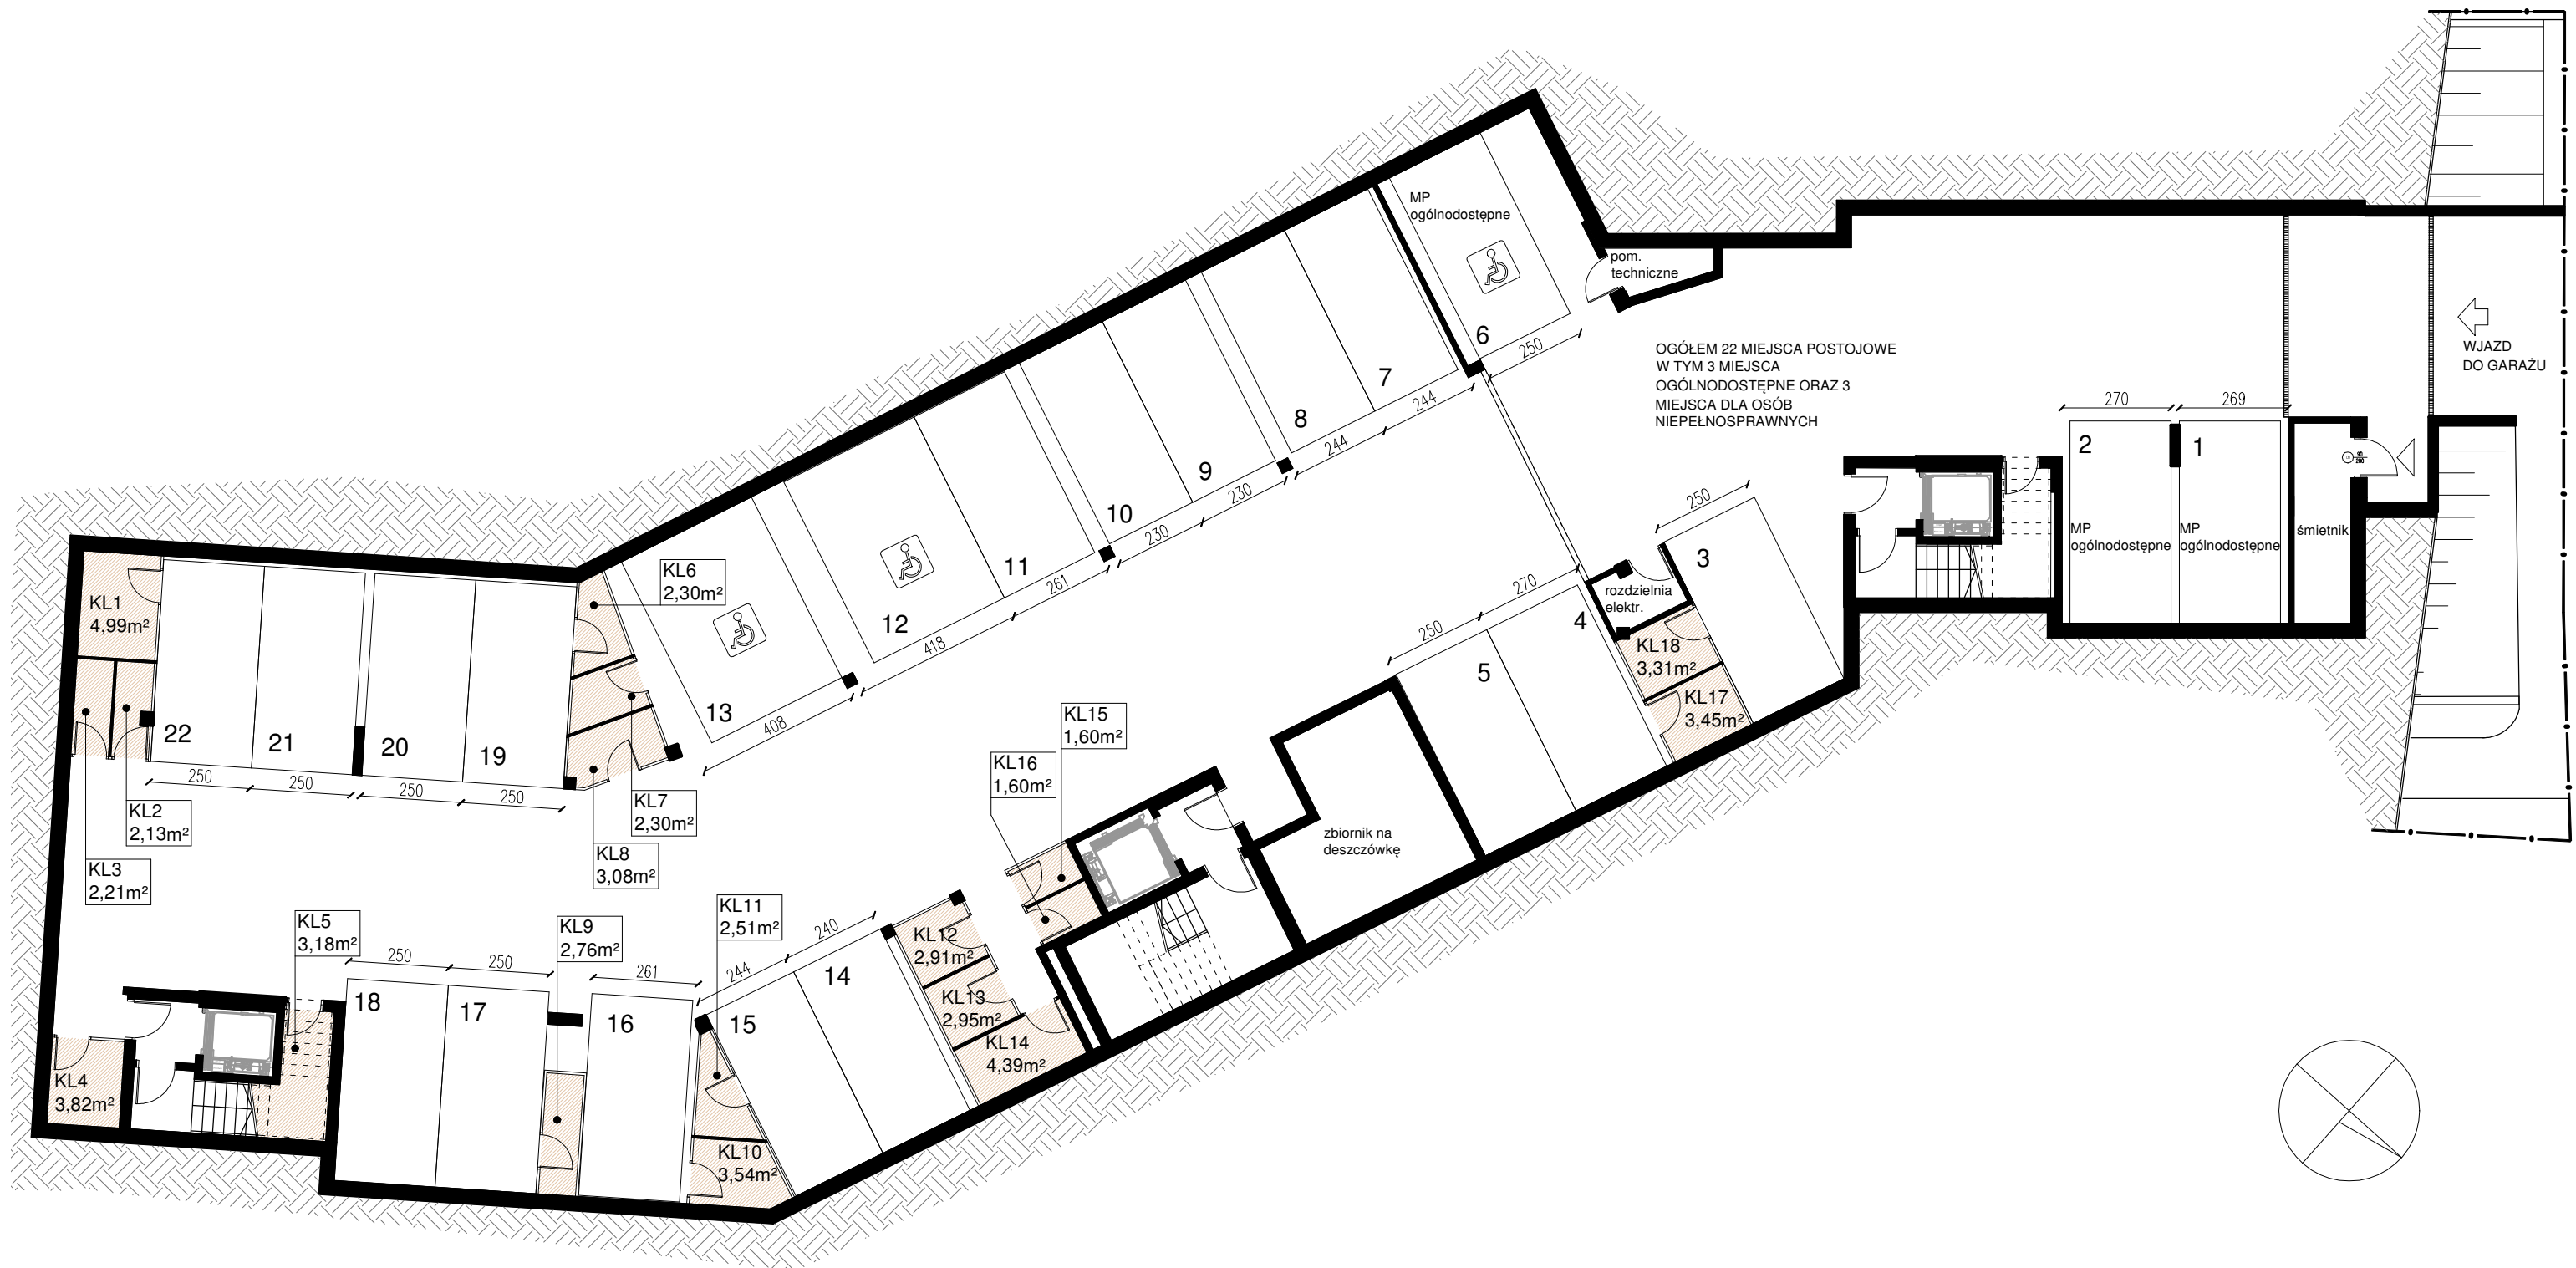 MP
ogólnodostępne
pom.
techniczne
6
250
OGÓŁEM 22 MIEJSCA POSTOJOWE
W TYM 3 MIEJSCA
OGÓLNODOSTĘPNE ORAZ 3
MIEJSCA DLA OSÓB
NIEPEŁNOSPRAWNYCH
WJAZD
DO GARAŻU
270
269
2
1
MP
ogólnodostępne
MP
ogólnodostępne
śmietnik
7
244
8
244
9
230
10
230
11
261
12
418
13
408
250
3
rozdzielnia
elektr.
270
4
250
5
KL18
3,31m²
KL17
3,45m²
KL6
2,30m²
KL1
4,99m²
22
21
20
19
250
250
250
250
KL7
2,30m²
KL8
3,08m²
KL2
2,13m²
KL3
2,21m²
KL15
1,60m²
KL16
1,60m²
zbiornik na
deszczówkę
KL5
3,18m²
KL9
2,76m²
KL11
2,51m²
250
250
261
244
240
18
17
16
15
14
KL12
2,91m²
KL13
2,95m²
KL14
4,39m²
KL4
3,82m²
KL10
3,54m²